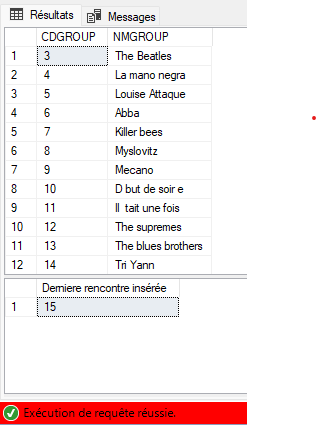 Résultats Messages
CDGROUP NMGROUP
1 3 The Beatles
2 4 La mano negra
3 5 Louise Attaque
4 6 Abba
5 7 Killer bees
6 8 Myslovitz
7 9 Mecano
8 10 D but de soir e
9 11 Il tait une fois
10 12 The supremes
11 13 The blues brothers
12 14 Tri Yann
Derniere rencontre insérée
1 15
Exécution de requête réussie.